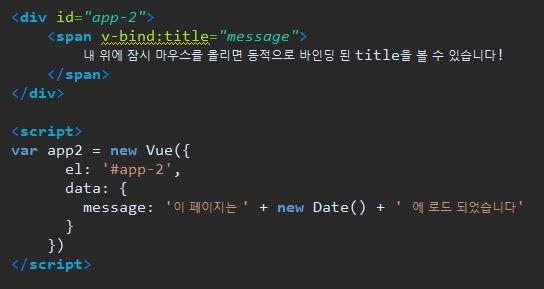 <div id="app-2">
    <span v-bind:title="message">
        내 위에 잠시 마우스를 올리면 동적으로 바인딩 된 title을 볼 수 있습니다!
    </span>
</div>

<script>
var app2 = new Vue({
      el: '#app-2',
      data: {
        message: '이 페이지는 ' + new Date() + ' 에 로드 되었습니다'
      }
    })
</script>